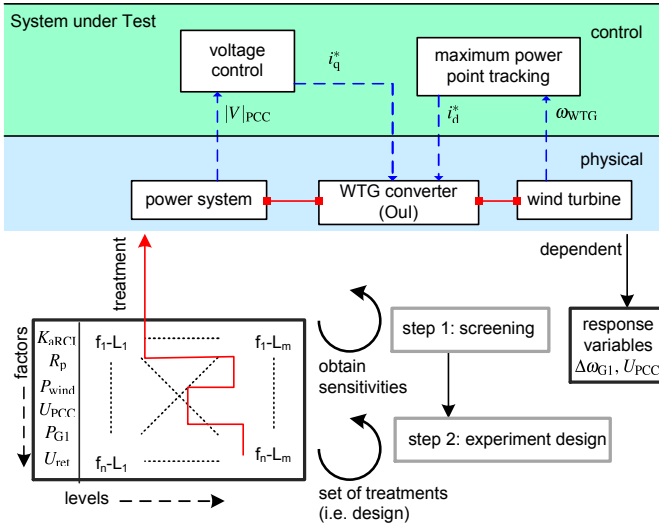 System under Test
control
voltage
control
i*q
maximum power
point tracking
|V|PCC
i*d
ωWTG
physical
power system
WTG converter
(OuI)
wind turbine
dependent
treatment
factors
KaRCI
Rp
Pwind
UPCC
PG1
Uret
f1-L1
f1-Lm
fn-L1
fn-Lm
levels
obtain
sensitivities
set of treatments
(i.e. design)
step 1: screening
step 2: experiment design
response
variables
ΔωG1, UPCC